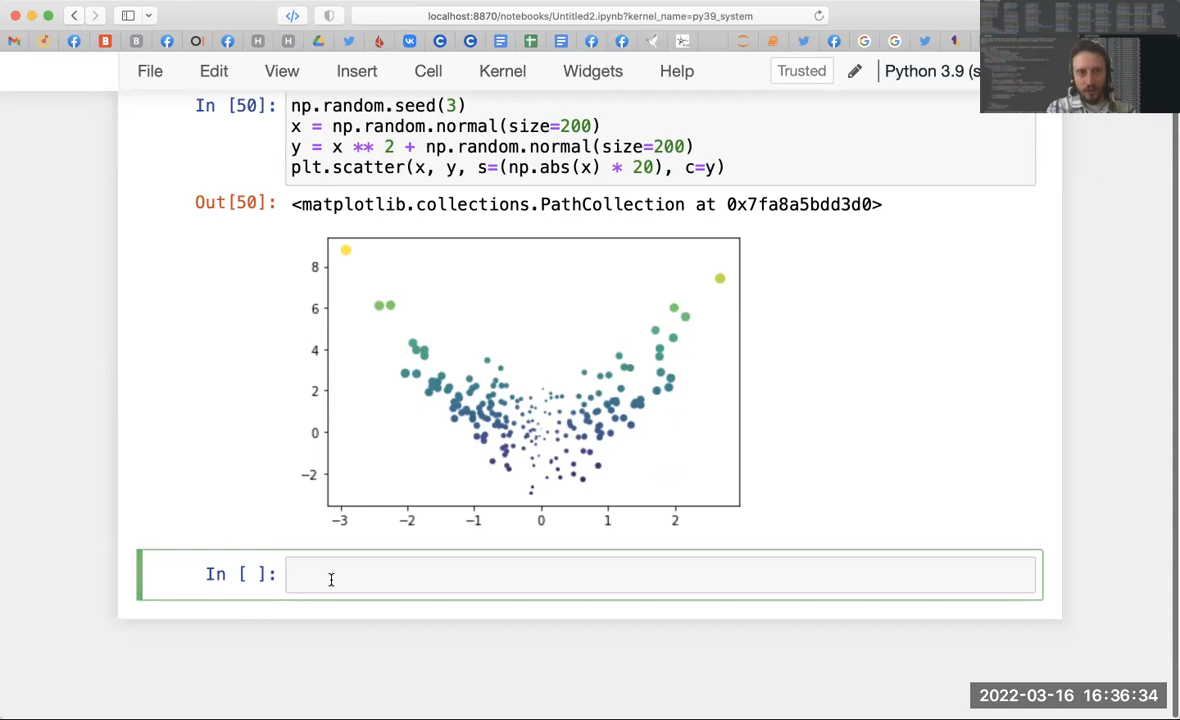 localhost:8870/notebooks/Untitled2.ipynb?kernel_name=py39_system
File Edit View Insert Cell Kernel Widgets Help Trusted Python 3.9 (s
In [50]: np.random.seed(3)
x = np.random.normal(size=200)
y = x ** 2 + np.random.normal(size=200)
plt.scatter(x, y, s=(np.abs(x) * 20), c=y)
Out[50]: <matplotlib.collections.PathCollection at 0x7fa8a5bdd3d0>
8
6
4
2
0
−2
−3 −2 −1 0 1 2
In [ ]:
2022-03-16 16:36:34